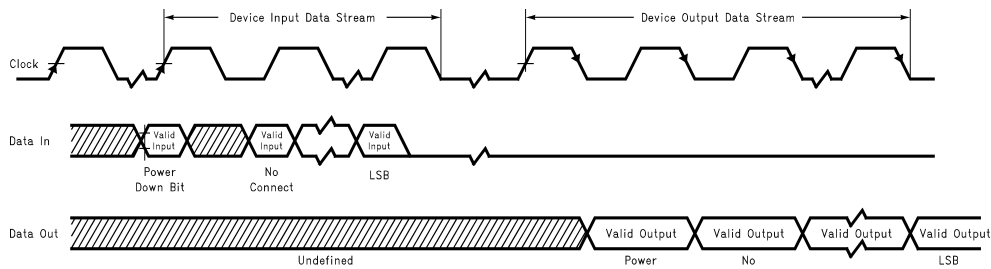 Device Input Data Stream
Device Output Data Stream
Clock
Data In
Valid
Input
Valid
Input
Valid
Input
Power
Down Bit
No
Connect
LSB
Data Out
Valid Output
Valid Output
Valid Output
Valid Output
Undefined
Power
No
LSB